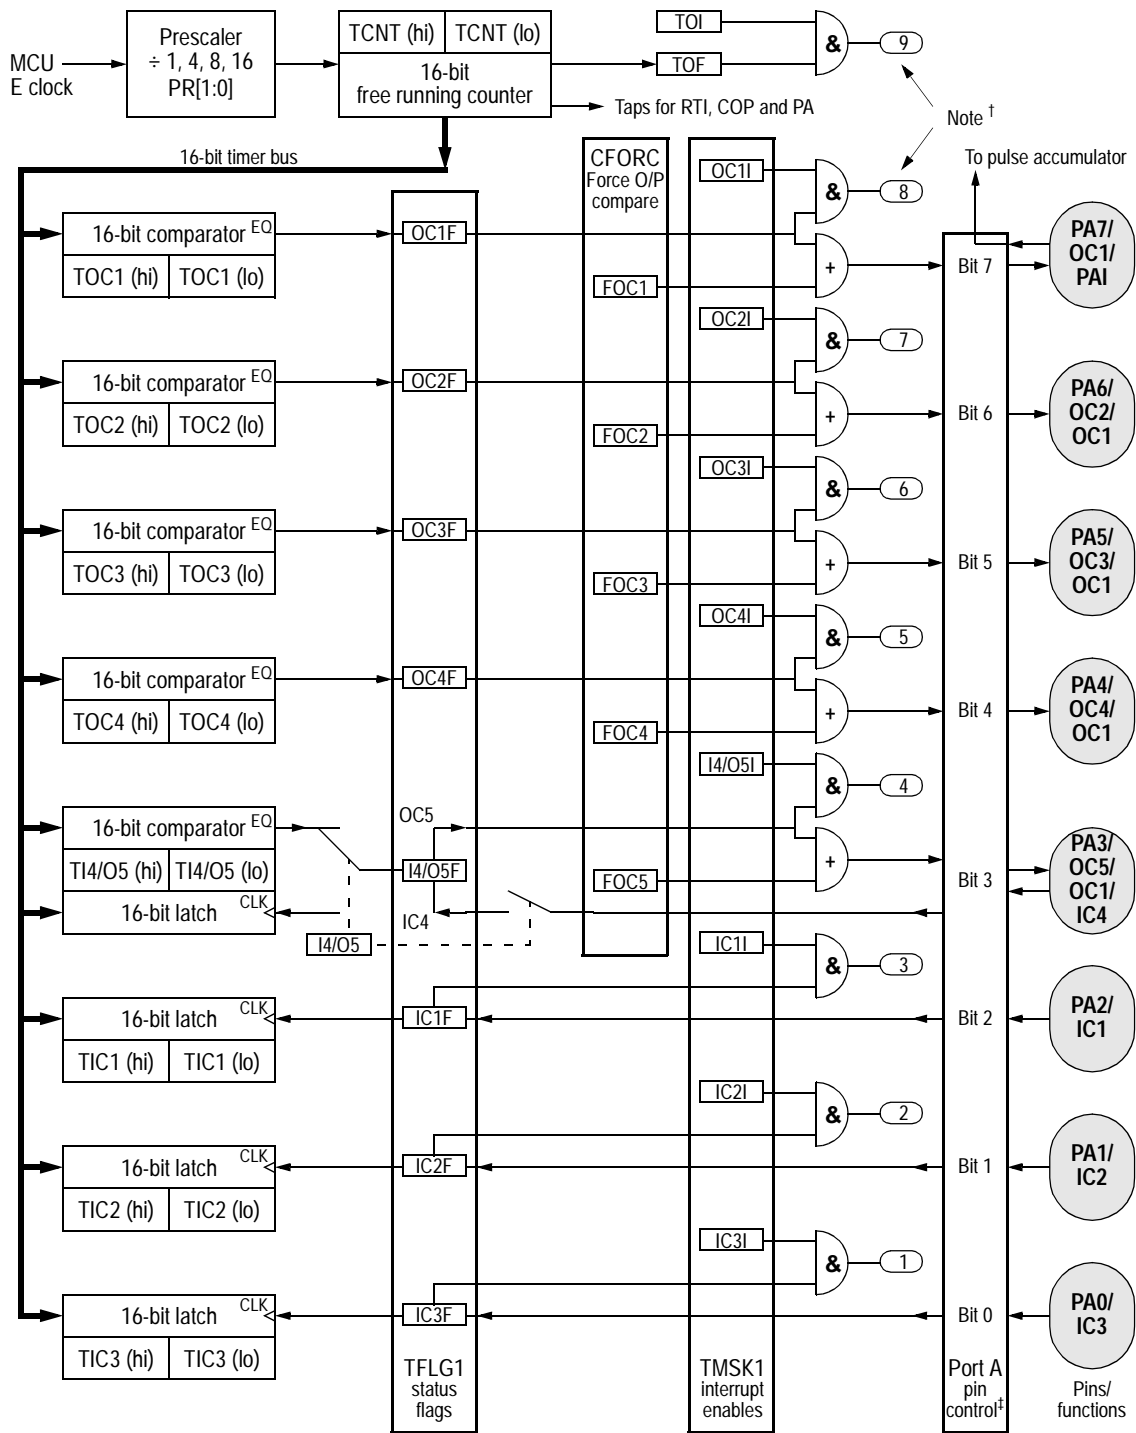 MCU
E clock
Prescaler
÷ 1, 4, 8, 16
PR[1:0]
TCNT (hi) TCNT (lo)
16-bit
free running counter
TOI
TOF
&
9
Taps for RTI, COP and PA
Note †
16-bit timer bus
To pulse accumulator
CFORC
Force O/P
compare
OC1I
&
8
16-bit comparator EQ
TOC1 (hi) TOC1 (lo)
OC1F
FOC1
+
Bit 7
PA7/
OC1/
PAI
OC2I
&
7
16-bit comparator EQ
TOC2 (hi) TOC2 (lo)
OC2F
FOC2
+
Bit 6
PA6/
OC2/
OC1
OC3I
&
6
16-bit comparator EQ
TOC3 (hi) TOC3 (lo)
OC3F
FOC3
+
Bit 5
PA5/
OC3/
OC1
OC4I
&
5
16-bit comparator EQ
TOC4 (hi) TOC4 (lo)
OC4F
FOC4
+
Bit 4
PA4/
OC4/
OC1
I4/O5I
&
4
16-bit comparator EQ
TI4/O5 (hi) TI4/O5 (lo)
16-bit latch CLK
OC5
I4/O5F
IC4
I4/O5
FOC5
+
Bit 3
PA3/
OC5/
OC1/
IC4
IC1I
&
3
16-bit latch CLK
TIC1 (hi) TIC1 (lo)
IC1F
Bit 2
PA2/
IC1
IC2I
&
2
16-bit latch CLK
TIC2 (hi) TIC2 (lo)
IC2F
Bit 1
PA1/
IC2
IC3I
&
1
16-bit latch CLK
TIC3 (hi) TIC3 (lo)
IC3F
Bit 0
PA0/
IC3
TFLG1
status
flags
TMSK1
interrupt
enables
Port A
pin
control‡
Pins/
functions